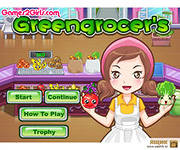 Games2Girls.com
Greengrocer's
Start
Continue
How To Play
Trophy